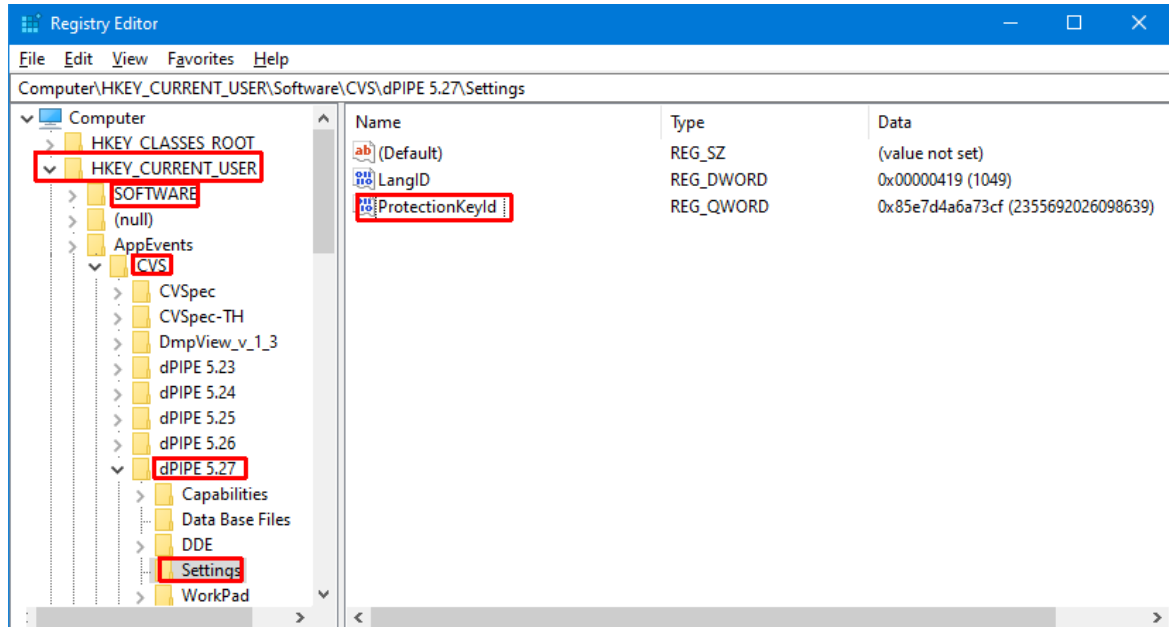 Registry Editor
File Edit View Favorites Help
Computer\HKEY_CURRENT_USER\Software\CVS\dPIPE 5.27\Settings
Computer
HKEY_CLASSES_ROOT
HKEY_CURRENT_USER
SOFTWARE
(null)
AppEvents
CVS
CVSpec
CVSpec-TH
DmpView_v_1_3
dPIPE 5.23
dPIPE 5.24
dPIPE 5.25
dPIPE 5.26
dPIPE 5.27
Capabilities
Data Base Files
DDE
Settings
WorkPad
Name Type Data
(Default) REG_SZ (value not set)
LangID REG_DWORD 0x00000419 (1049)
ProtectionKeyId REG_QWORD 0x85e7d4a6a73cf (2355692026098639)